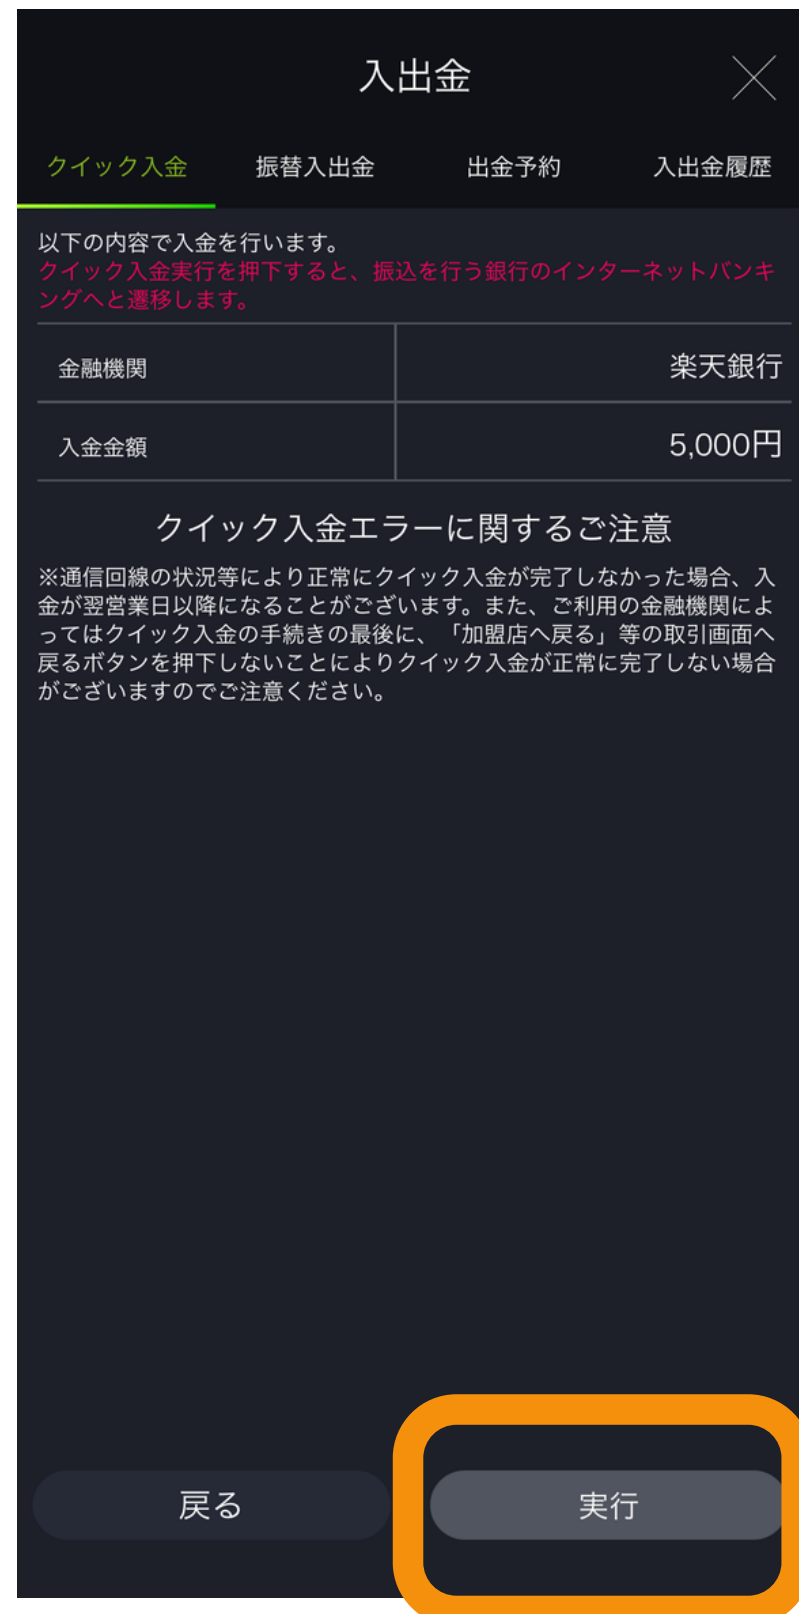 入出金
クイック入金 振替入出金 出金予約 入出金履歴
以下の内容で入金を行います。
クイック入金実行を押下すると、振込を行う銀行のインターネットバンキ
ングへと遷移します。
金融機関 楽天銀行
入金金額 5,000円
クイック入金エラーに関するご注意
※通信回線の状況等により正常にクイック入金が完了しなかった場合、入
金が翌営業日以降になることがございます。また、ご利用の金融機関によ
ってはクイック入金の手続きの最後に、「加盟店へ戻る」等の取引画面へ
戻るボタンを押下しないことによりクイック入金が正常に完了しない場合
がございますのでご注意ください。
戻る 実行